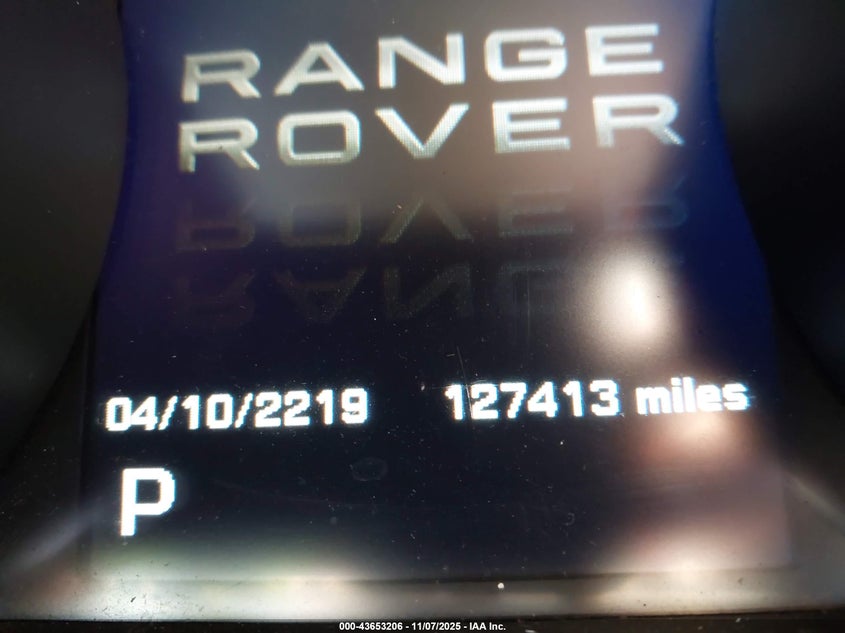 RANGE
ROVER
04/10/2219 127413 miles
P
000-43653206 - 11/07/2025 - IAA Inc.